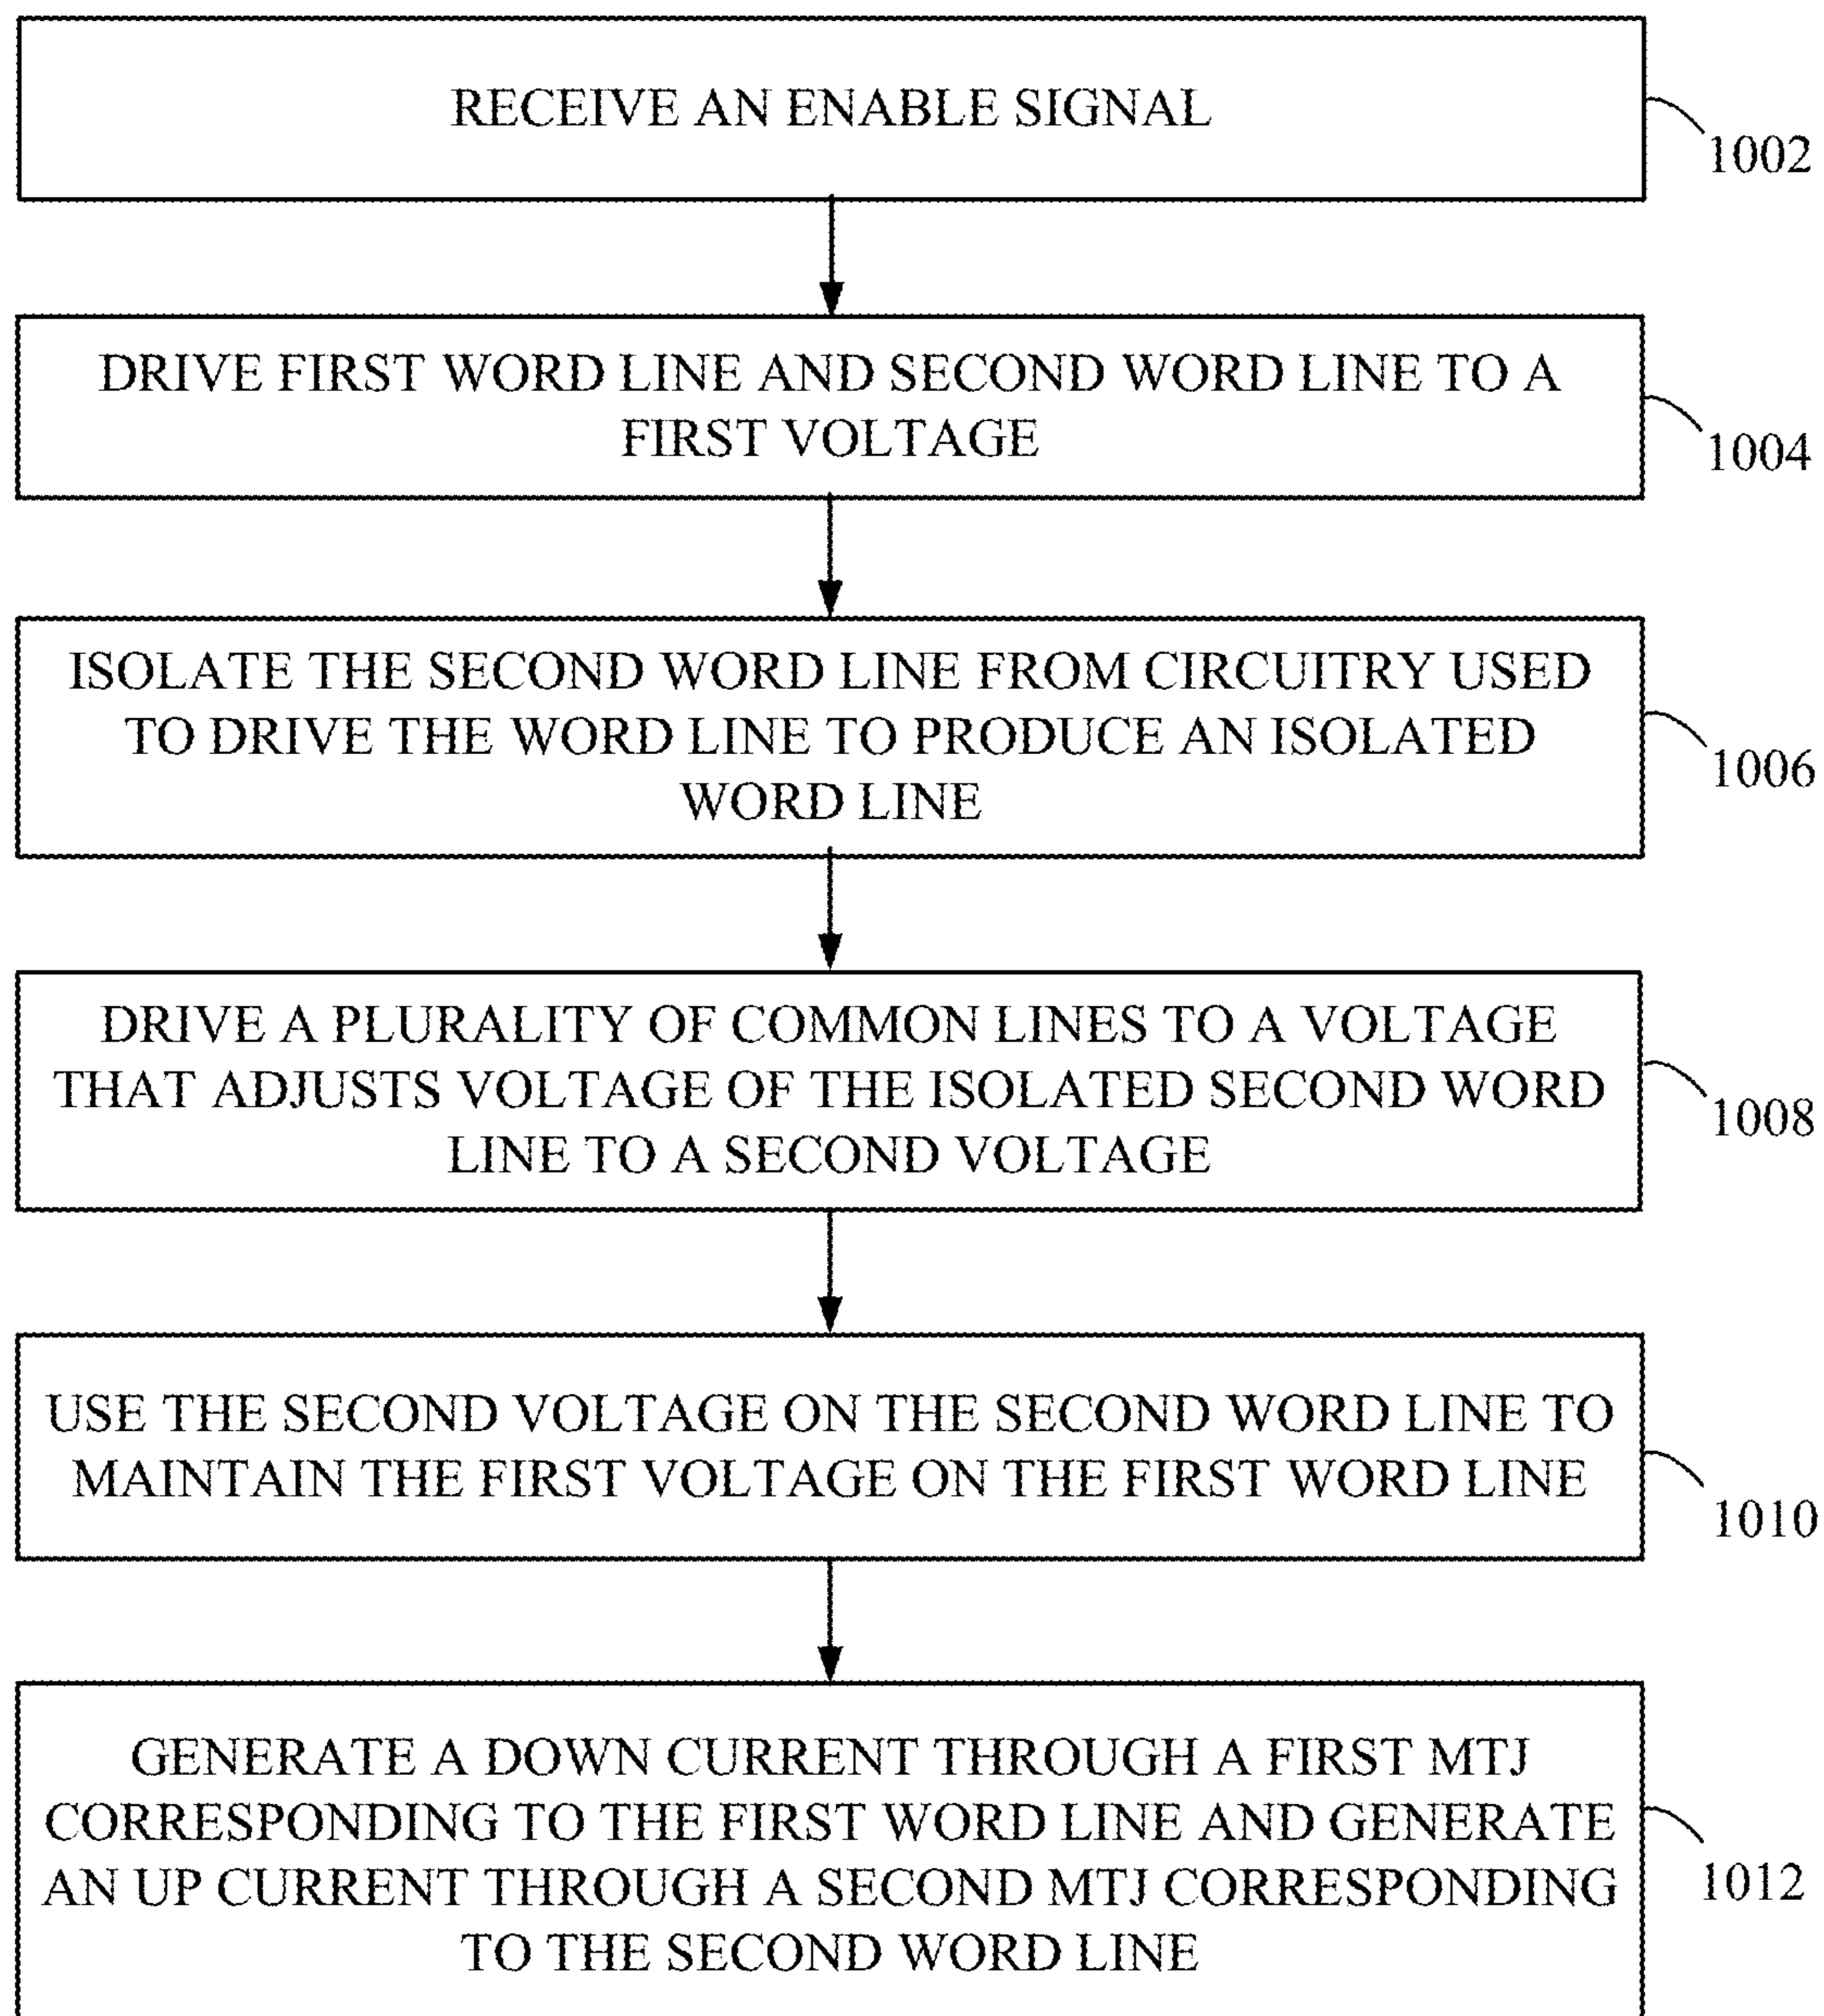 RECEIVE AN ENABLE SIGNAL
1002
DRIVE FIRST WORD LINE AND SECOND WORD LINE TO A
FIRST VOLTAGE
1004
ISOLATE THE SECOND WORD LINE FROM CIRCUITRY USED
TO DRIVE THE WORD LINE TO PRODUCE AN ISOLATED
WORD LINE
1006
DRIVE A PLURALITY OF COMMON LINES TO A VOLTAGE
THAT ADJUSTS VOLTAGE OF THE ISOLATED SECOND WORD
LINE TO A SECOND VOLTAGE
1008
USE THE SECOND VOLTAGE ON THE SECOND WORD LINE TO
MAINTAIN THE FIRST VOLTAGE ON THE FIRST WORD LINE
1010
GENERATE A DOWN CURRENT THROUGH A FIRST MTJ
CORRESPONDING TO THE FIRST WORD LINE AND GENERATE
AN UP CURRENT THROUGH A SECOND MTJ CORRESPONDING
TO THE SECOND WORD LINE
1012